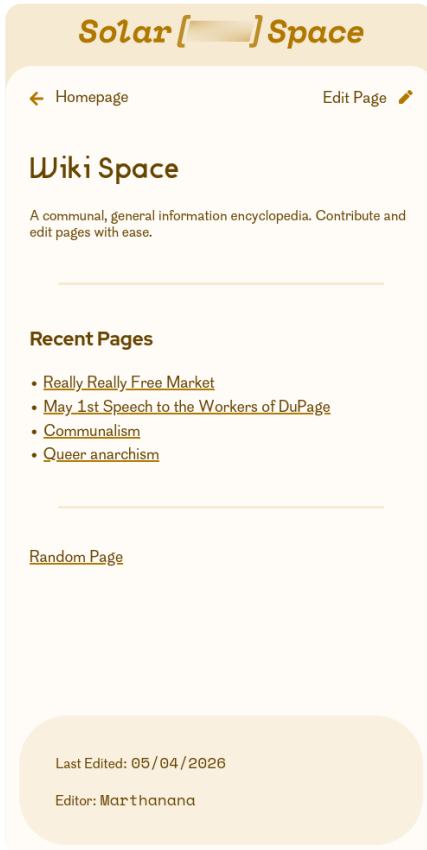 Solar [ ] Space
Homepage
Edit Page
Wiki Space
A communal, general information encyclopedia. Contribute and
edit pages with ease.
Recent Pages
• Really Really Free Market
• May 1st Speech to the Workers of DuPage
• Communalism
• Queer anarchism
Random Page
Last Edited: 05/04/2026
Editor: Marthanana